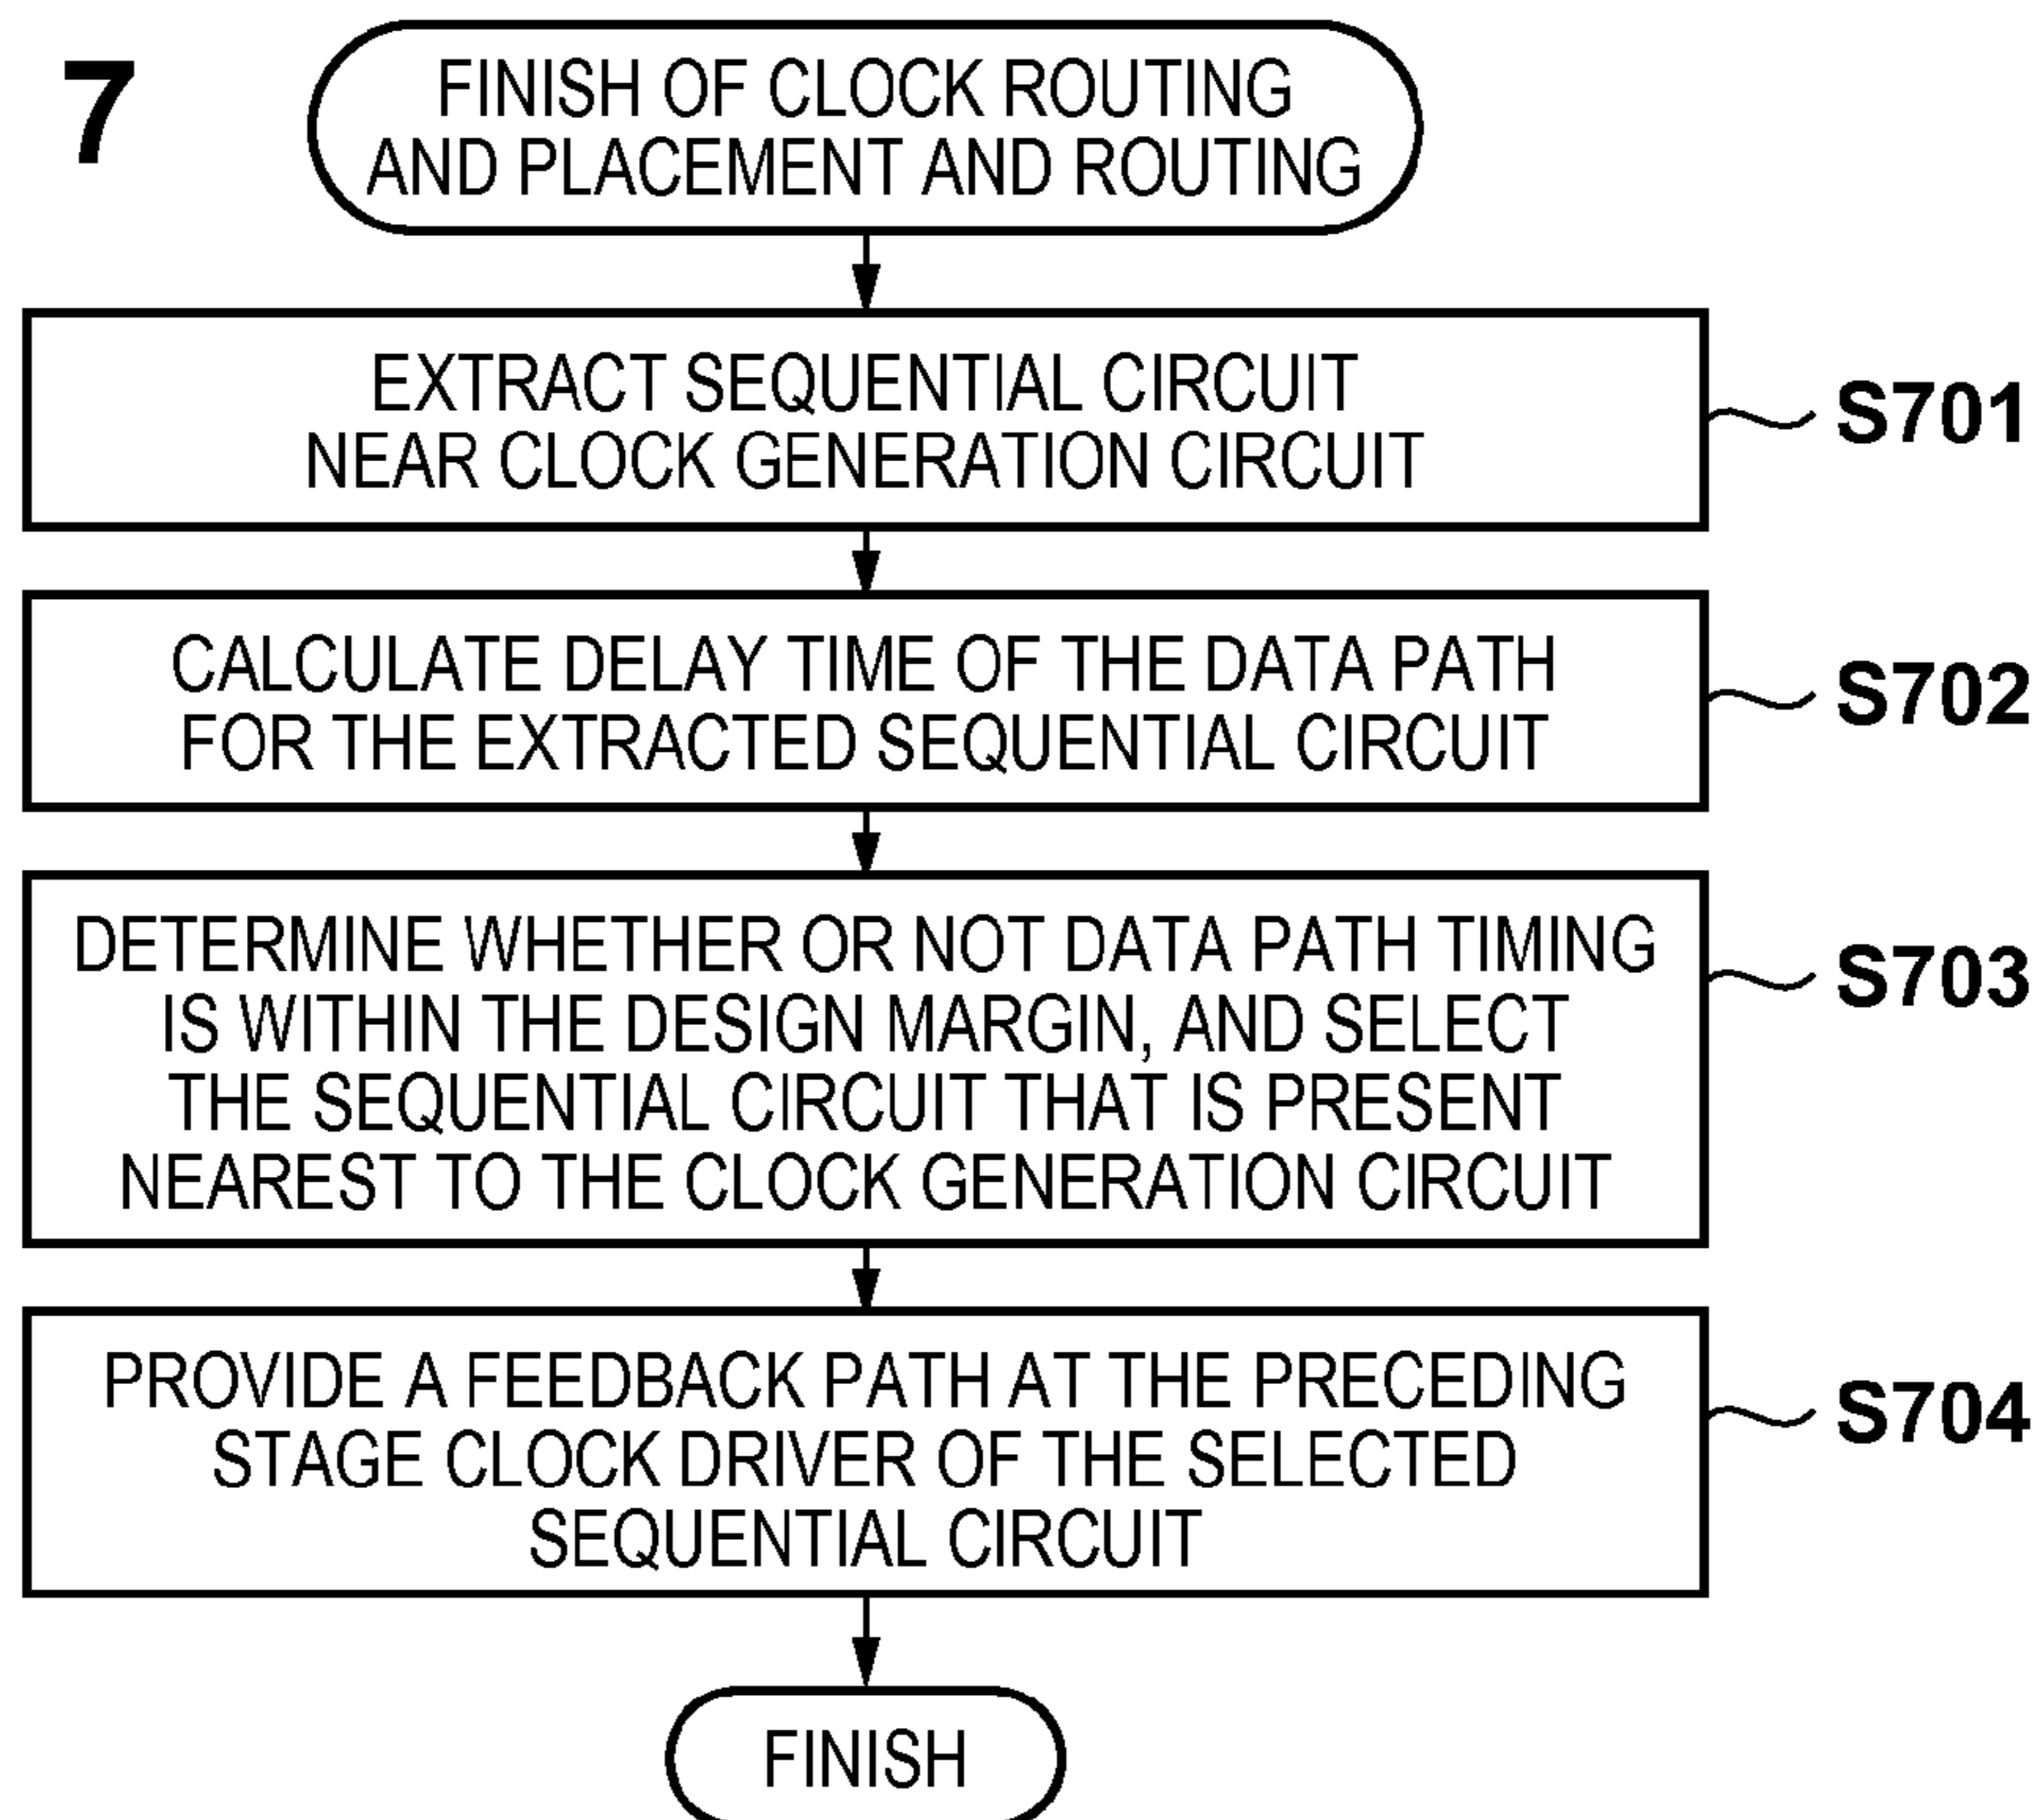 7
FINISH OF CLOCK ROUTING
AND PLACEMENT AND ROUTING
EXTRACT SEQUENTIAL CIRCUIT
NEAR CLOCK GENERATION CIRCUIT
S701
CALCULATE DELAY TIME OF THE DATA PATH
FOR THE EXTRACTED SEQUENTIAL CIRCUIT
S702
DETERMINE WHETHER OR NOT DATA PATH TIMING
IS WITHIN THE DESIGN MARGIN, AND SELECT
THE SEQUENTIAL CIRCUIT THAT IS PRESENT
NEAREST TO THE CLOCK GENERATION CIRCUIT
S703
PROVIDE A FEEDBACK PATH AT THE PRECEDING
STAGE CLOCK DRIVER OF THE SELECTED
SEQUENTIAL CIRCUIT
S704
FINISH